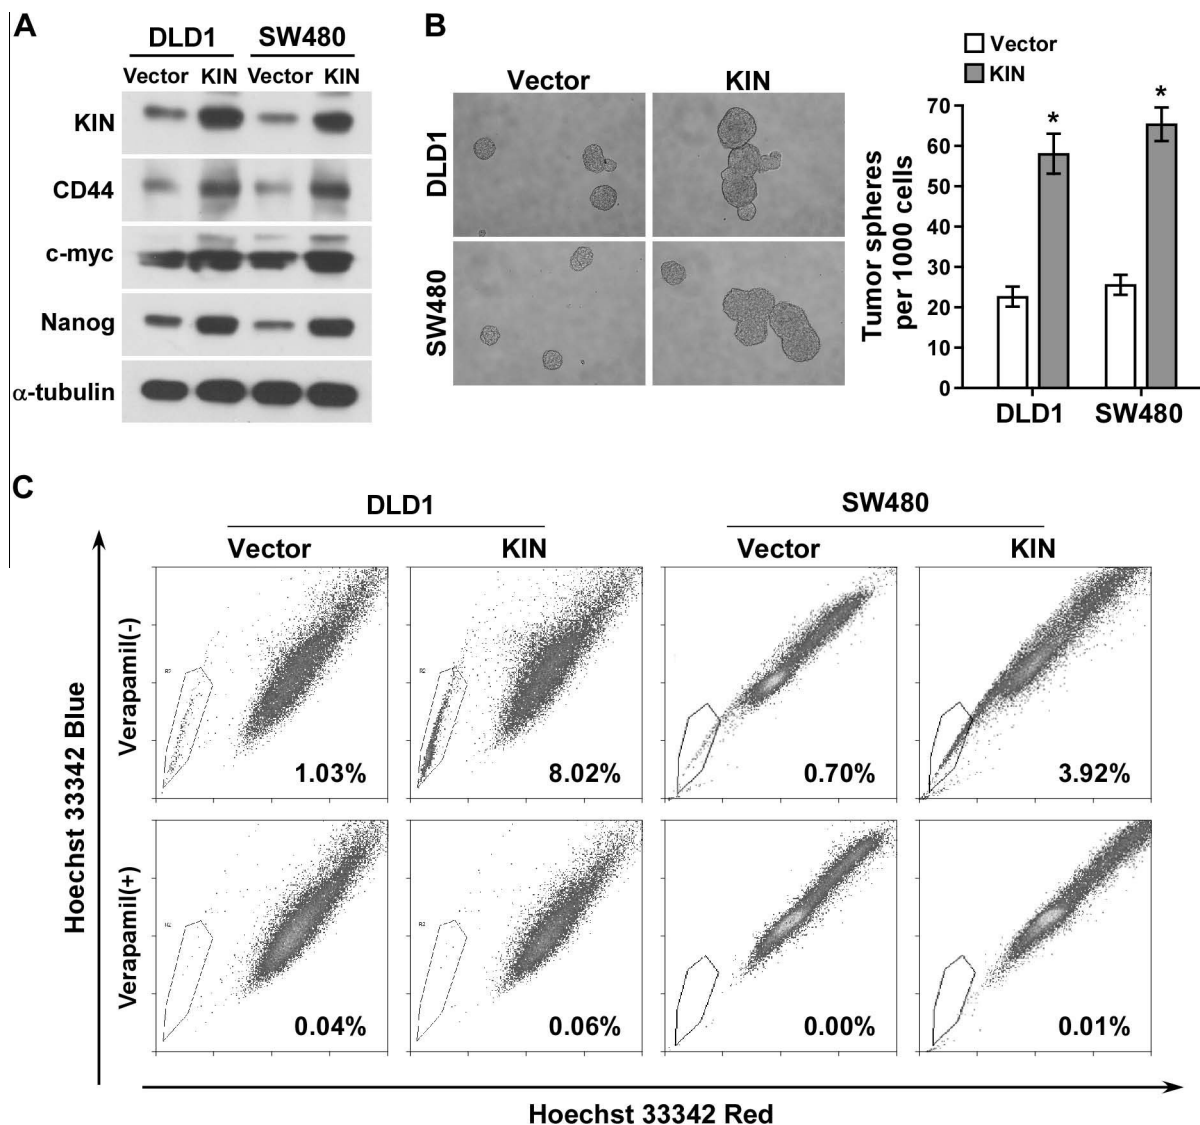 A
DLD1 SW480
Vector KIN Vector KIN
KIN
CD44
c-myc
Nanog
α-tubulin
B
Vector KIN
DLD1
SW480
Vector
KIN
Tumor spheres
per 1000 cells
70
60
50
40
30
20
10
0
* *
DLD1 SW480
C
DLD1 SW480
Vector KIN Vector KIN
Hoechst 33342 Blue
Verapamil(-)
R2
1.03% 8.02% 0.70% 3.92%
Verapamil(+)
R2
0.04% 0.06% 0.00% 0.01%
Hoechst 33342 Red